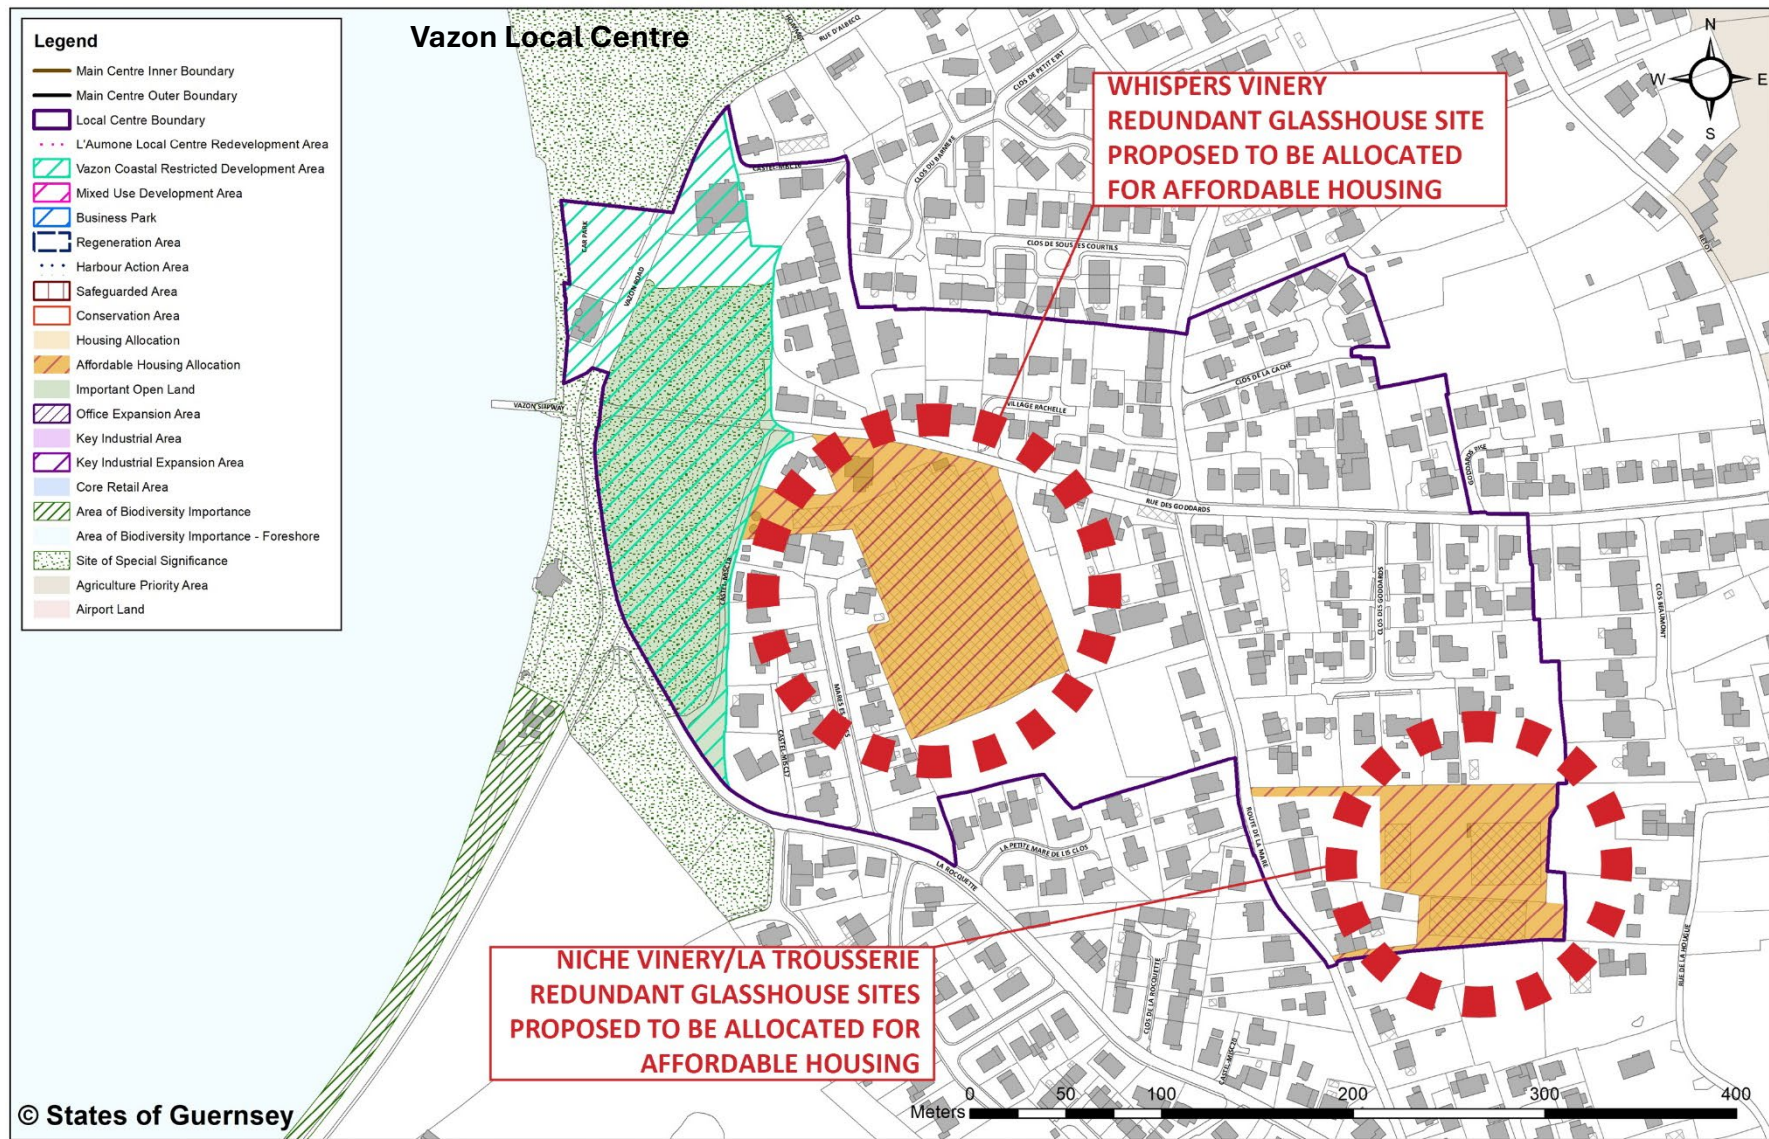 Vazon Local Centre
Legend
Main Centre Inner Boundary
Main Centre Outer Boundary
Local Centre Boundary
L'Aumone Local Centre Redevelopment Area
Vazon Coastal Restricted Development Area
Mixed Use Development Area
Business Park
Regeneration Area
Harbour Action Area
Safeguarded Area
Conservation Area
Housing Allocation
Affordable Housing Allocation
Important Open Land
Office Expansion Area
Key Industrial Area
Key Industrial Expansion Area
Core Retail Area
Area of Biodiversity Importance
Area of Biodiversity Importance - Foreshore
Site of Special Significance
Agriculture Priority Area
Airport Land
N
W E
S
WHISPERS VINERY
REDUNDANT GLASSHOUSE SITE
PROPOSED TO BE ALLOCATED
FOR AFFORDABLE HOUSING
RUE D'ALBECQ
CLOS DE PETIT ETAT
CLOS DU BARMERE
CLOS DE SOUS LES COURTILS
CAR PARK
VAZON ROAD
VAZON SLIPWAY
VILLAGE RACHELLE
CLOS DE LA CACHE
GODDARDS RISE
RUE DES GODDARDS
CLOS DES GODDARDS
CLOS BEAUMONT
CASTEL-MISC17
ROUTE DE LA MARE
LA PETITE MARE DE LIS CLOS
LA ROCQUETTE
CLOS DE LA ROCQUETTE
CASTEL-MISC20
RUE DE LA HOUGUE
NICHE VINERY/LA TROUSSERIE
REDUNDANT GLASSHOUSE SITES
PROPOSED TO BE ALLOCATED FOR
AFFORDABLE HOUSING
© States of Guernsey
Meters 0 50 100 200 300 400